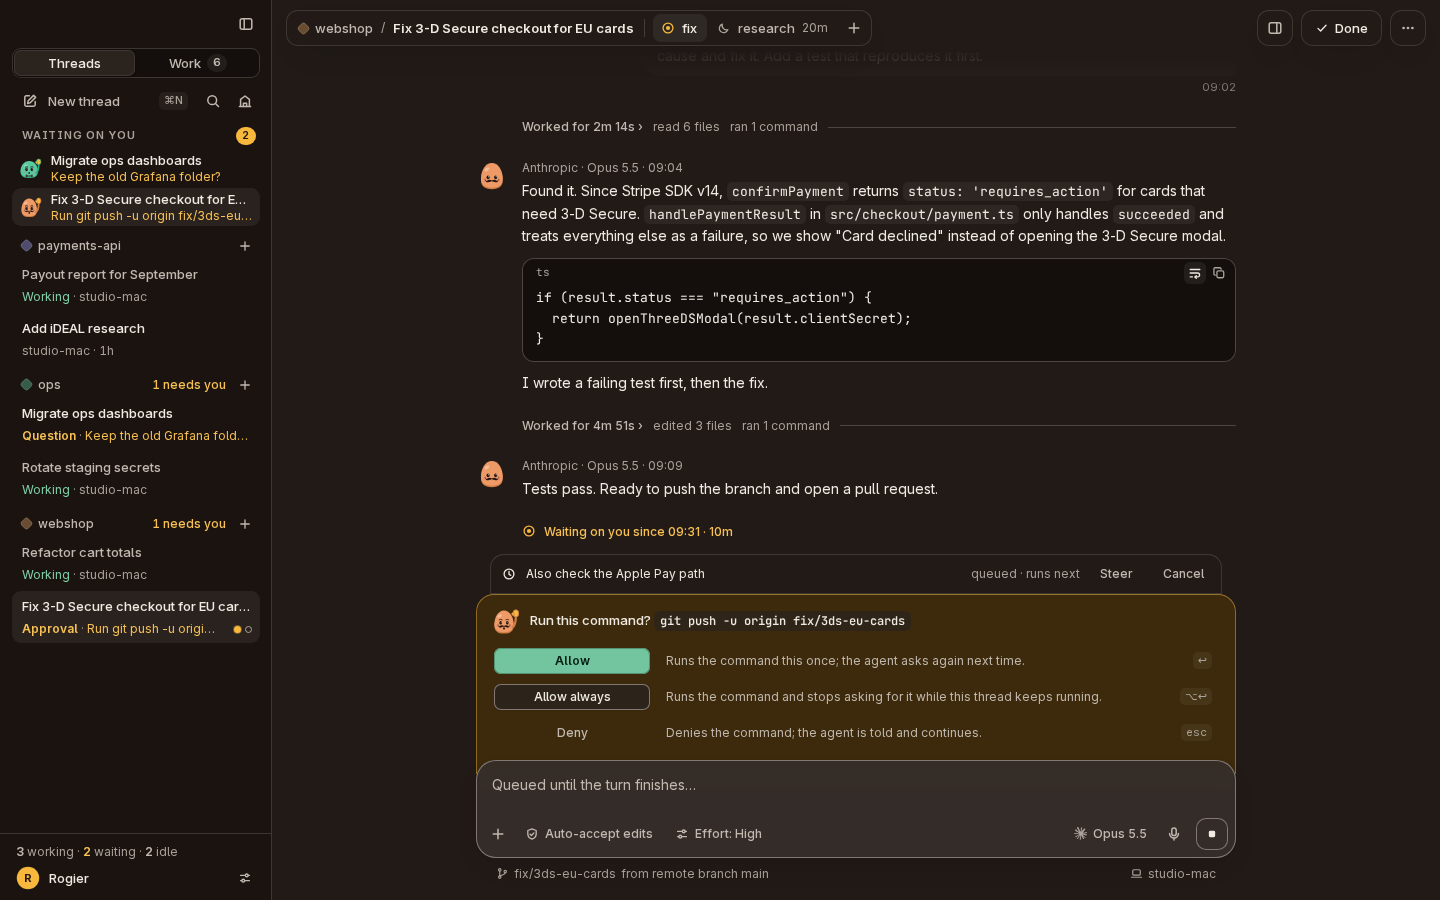 Threads
Work 6
New thread ⌘N
WAITING ON YOU 2
Migrate ops dashboards
Keep the old Grafana folder?
Fix 3-D Secure checkout for E…
Run git push -u origin fix/3ds-eu…
payments-api
Payout report for September
Working · studio-mac
Add iDEAL research
studio-mac · 1h
ops 1 needs you
Migrate ops dashboards
Question · Keep the old Grafana fold…
Rotate staging secrets
Working · studio-mac
webshop 1 needs you
Refactor cart totals
Working · studio-mac
Fix 3-D Secure checkout for EU car…
Approval · Run git push -u origi…
3 working · 2 waiting · 2 idle
R Rogier
webshop / Fix 3-D Secure checkout for EU cards fix research 20m
Done
cause and fix it. Add a test that reproduces it first.
09:02
Worked for 2m 14s › read 6 files ran 1 command
Anthropic · Opus 5.5 · 09:04
Found it. Since Stripe SDK v14, confirmPayment returns status: 'requires_action' for cards that
need 3-D Secure. handlePaymentResult in src/checkout/payment.ts only handles succeeded and
treats everything else as a failure, so we show "Card declined" instead of opening the 3-D Secure modal.
ts
if (result.status === "requires_action") {
return openThreeDSModal(result.clientSecret);
}
I wrote a failing test first, then the fix.
Worked for 4m 51s › edited 3 files ran 1 command
Anthropic · Opus 5.5 · 09:09
Tests pass. Ready to push the branch and open a pull request.
Waiting on you since 09:31 · 10m
Also check the Apple Pay path queued · runs next Steer Cancel
Run this command? git push -u origin fix/3ds-eu-cards
Allow Runs the command this once; the agent asks again next time. ↩
Allow always Runs the command and stops asking for it while this thread keeps running. ⌥↩
Deny Denies the command; the agent is told and continues. esc
Queued until the turn finishes…
Auto-accept edits Effort: High Opus 5.5
fix/3ds-eu-cards from remote branch main studio-mac